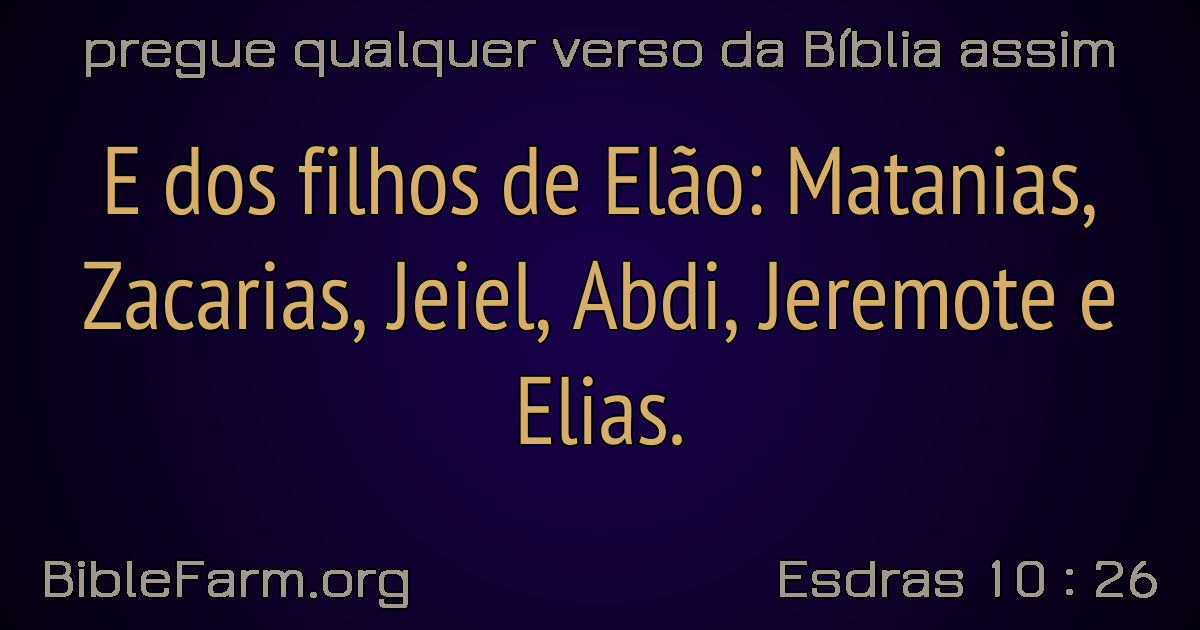 pregue qualquer verso da Bíblia assim
E dos filhos de Elão: Matanias,
Zacarias, Jeiel, Abdi, Jeremote e
Elias.
BibleFarm.org
Esdras 10 : 26